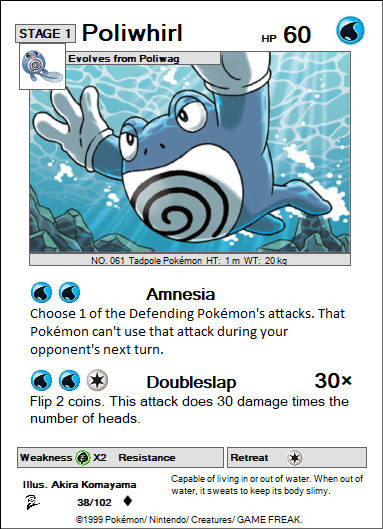 STAGE 1 Poliwhirl HP 60
Evolves from Poliwag
NO. 061 Tadpole Pokémon HT: 1 m WT: 20 kg
Amnesia
Choose 1 of the Defending Pokémon's attacks. That
Pokémon can't use that attack during your
opponent's next turn.
Doubleslap 30×
Flip 2 coins. This attack does 30 damage times the
number of heads.
Weakness X2 Resistance Retreat
Illus. Akira Komayama
38/102
Capable of living in or out of water. When out of
water, it sweats to keep its body slimy.
©1999 Pokémon/ Nintendo/ Creatures/ GAME FREAK.